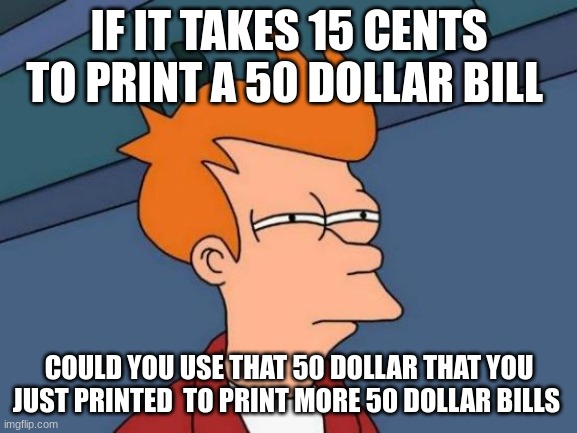 IF IT TAKES 15 CENTS
TO PRINT A 50 DOLLAR BILL
COULD YOU USE THAT 50 DOLLAR THAT YOU
JUST PRINTED TO PRINT MORE 50 DOLLAR BILLS
imgflip.com